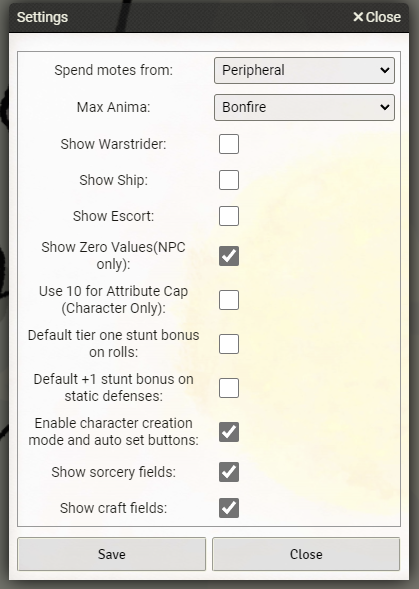 Settings
Close
Spend motes from:
Peripheral
Max Anima:
Bonfire
Show Warstrider:
Show Ship:
Show Escort:
Show Zero Values(NPC
only):
Use 10 for Attribute Cap
(Character Only):
Default tier one stunt bonus
on rolls:
Default +1 stunt bonus on
static defenses:
Enable character creation
mode and auto set buttons:
Show sorcery fields:
Show craft fields:
Save
Close